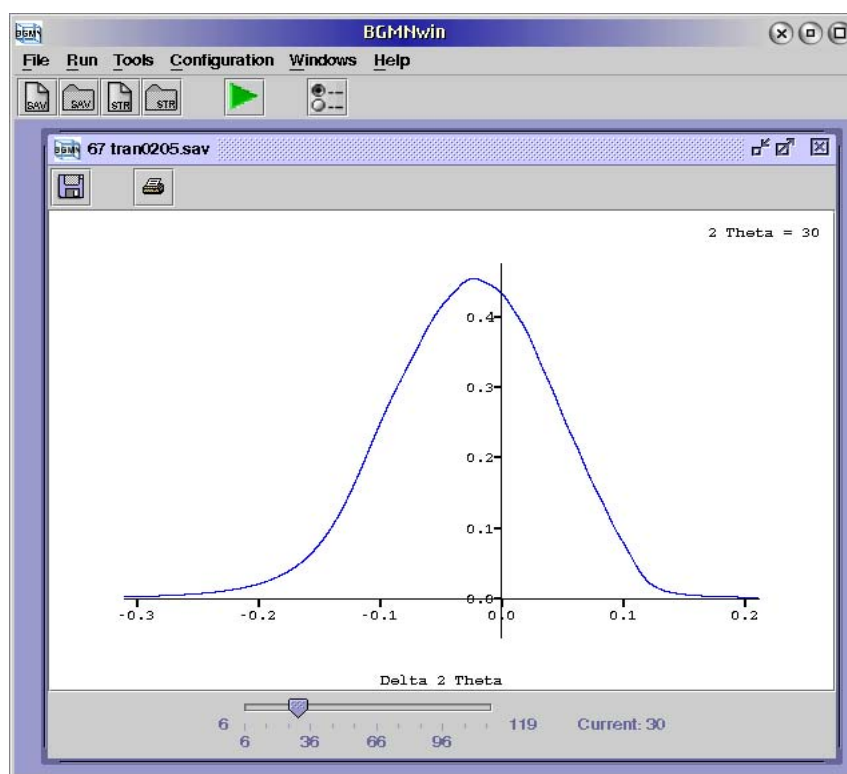 BGMNwin
File Run Tools Configuration Windows Help
SAV SAV STR STR
BGMN 67 tran0205.sav
2 Theta = 30
0.4
0.3
0.2
0.1
0.0
-0.3 -0.2 -0.1 0.0 0.1 0.2
Delta 2 Theta
6 119 Current: 30
6 36 66 96